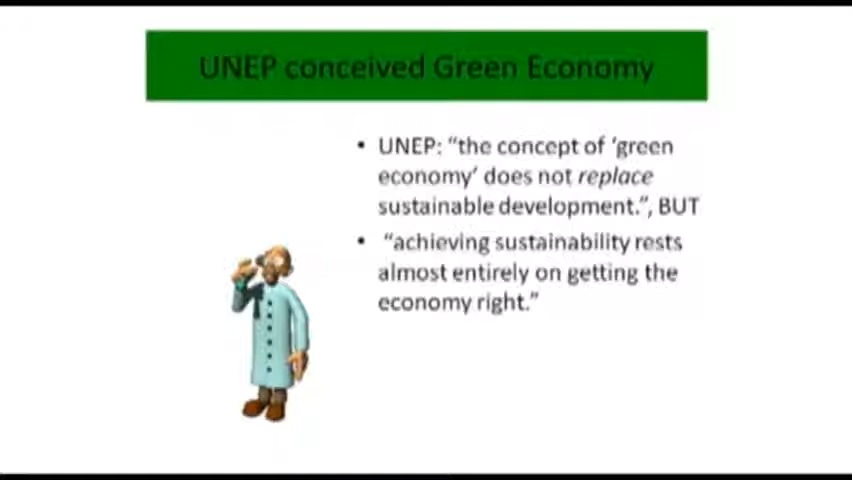 UNEP conceived Green Economy
• UNEP: “the concept of ‘green
economy’ does not replace
sustainable development.”, BUT
• “achieving sustainability rests
almost entirely on getting the
economy right.”